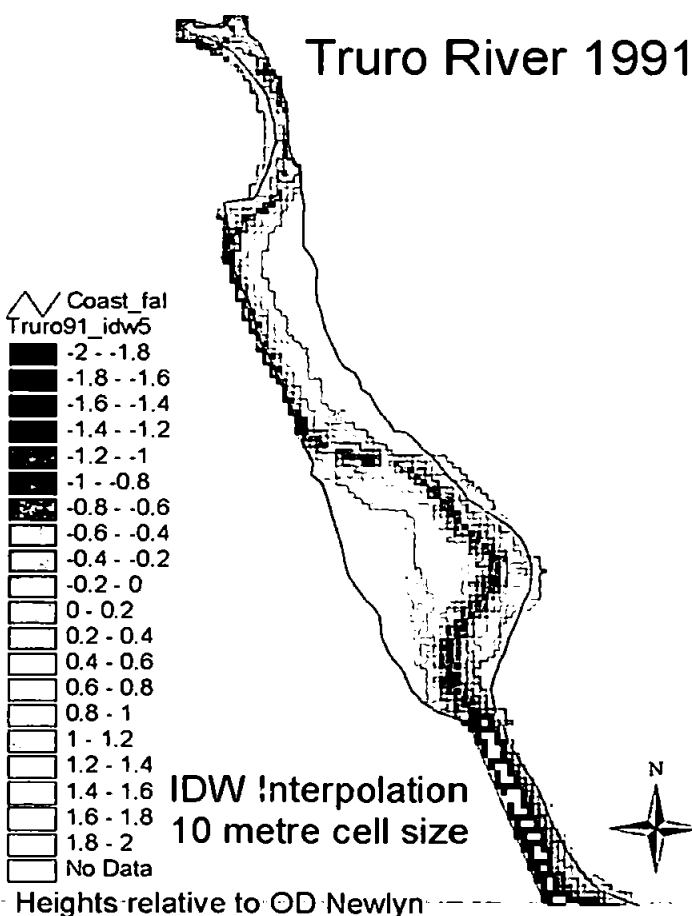 Truro River 1991
Coast_fal
Truro91_idw5
-2 - -1.8
-1.8 - -1.6
-1.6 - -1.4
-1.4 - -1.2
-1.2 - -1
-1 - -0.8
-0.8 - -0.6
-0.6 - -0.4
-0.4 - -0.2
-0.2 - 0
0 - 0.2
0.2 - 0.4
0.4 - 0.6
0.6 - 0.8
0.8 - 1
1 - 1.2
1.2 - 1.4
1.4 - 1.6
1.6 - 1.8
1.8 - 2
No Data
IDW Interpolation
10 metre cell size
N
Heights relative to OD Newlyn